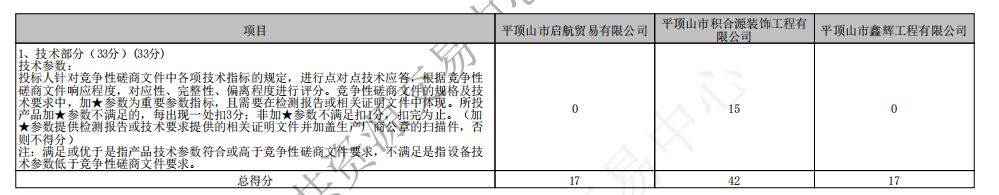 项目
平顶山市启航贸易有限公司
平顶山市积合源装饰工程有
限公司
平顶山市鑫辉工程有限公司
1、技术部分（33分）(33分)
技术参数：
投标人针对竞争性磋商文件中各项技术指标的规定，进行点对点技术应答，根据竞争性
磋商文件响应程度，对应性、完整性、偏离程度进行评分。竞争性磋商文件的规格及技
术要求中，加★参数为重要参数指标，且需要在检测报告或相关证明文件中体现。所投
产品加★参数不满足的，每出现一处扣3分；非加★参数不满足扣1分，扣完为止。（加
★参数提供检测报告或技术要求提供的相关证明文件并加盖生产厂商公章的扫描件，否
则不得分）
注：满足或优于是指产品技术参数符合或高于竞争性磋商文件要求，不满足是指设备技
术参数低于竞争性磋商文件要求。
0
15
0
总得分
17
42
17
共资源交易中心
易中心